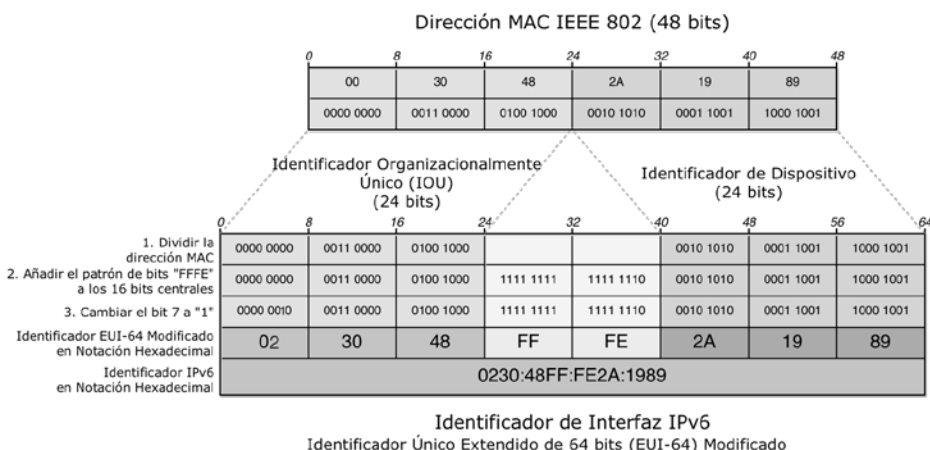 Dirección MAC IEEE 802 (48 bits)
0 8 16 24 32 40 48
00 30 48 2A 19 89
0000 0000 0011 0000 0100 1000 0010 1010 0001 1001 1000 1001
Identificador Organizacionalmente
Único (IOU)
(24 bits)
Identificador de Dispositivo
(24 bits)
0 8 16 24 32 40 48 56 64
1. Dividir la
dirección MAC
0000 0000 0011 0000 0100 1000 0010 1010 0001 1001 1000 1001
2. Añadir el patrón de bits "FFFE"
a los 16 bits centrales
0000 0000 0011 0000 0100 1000 1111 1111 1111 1110 0010 1010 0001 1001 1000 1001
3. Cambiar el bit 7 a "1"
0000 0010 0011 0000 0100 1000 1111 1111 1111 1110 0010 1010 0001 1001 1000 1001
Identificador EUI-64 Modificado
en Notación Hexadecimal
02 30 48 FF FE 2A 19 89
Identificador IPv6
en Notación Hexadecimal
0230:48FF:FE2A:1989
Identificador de Interfaz IPv6
Identificador Único Extendido de 64 bits (EUI-64) Modificado